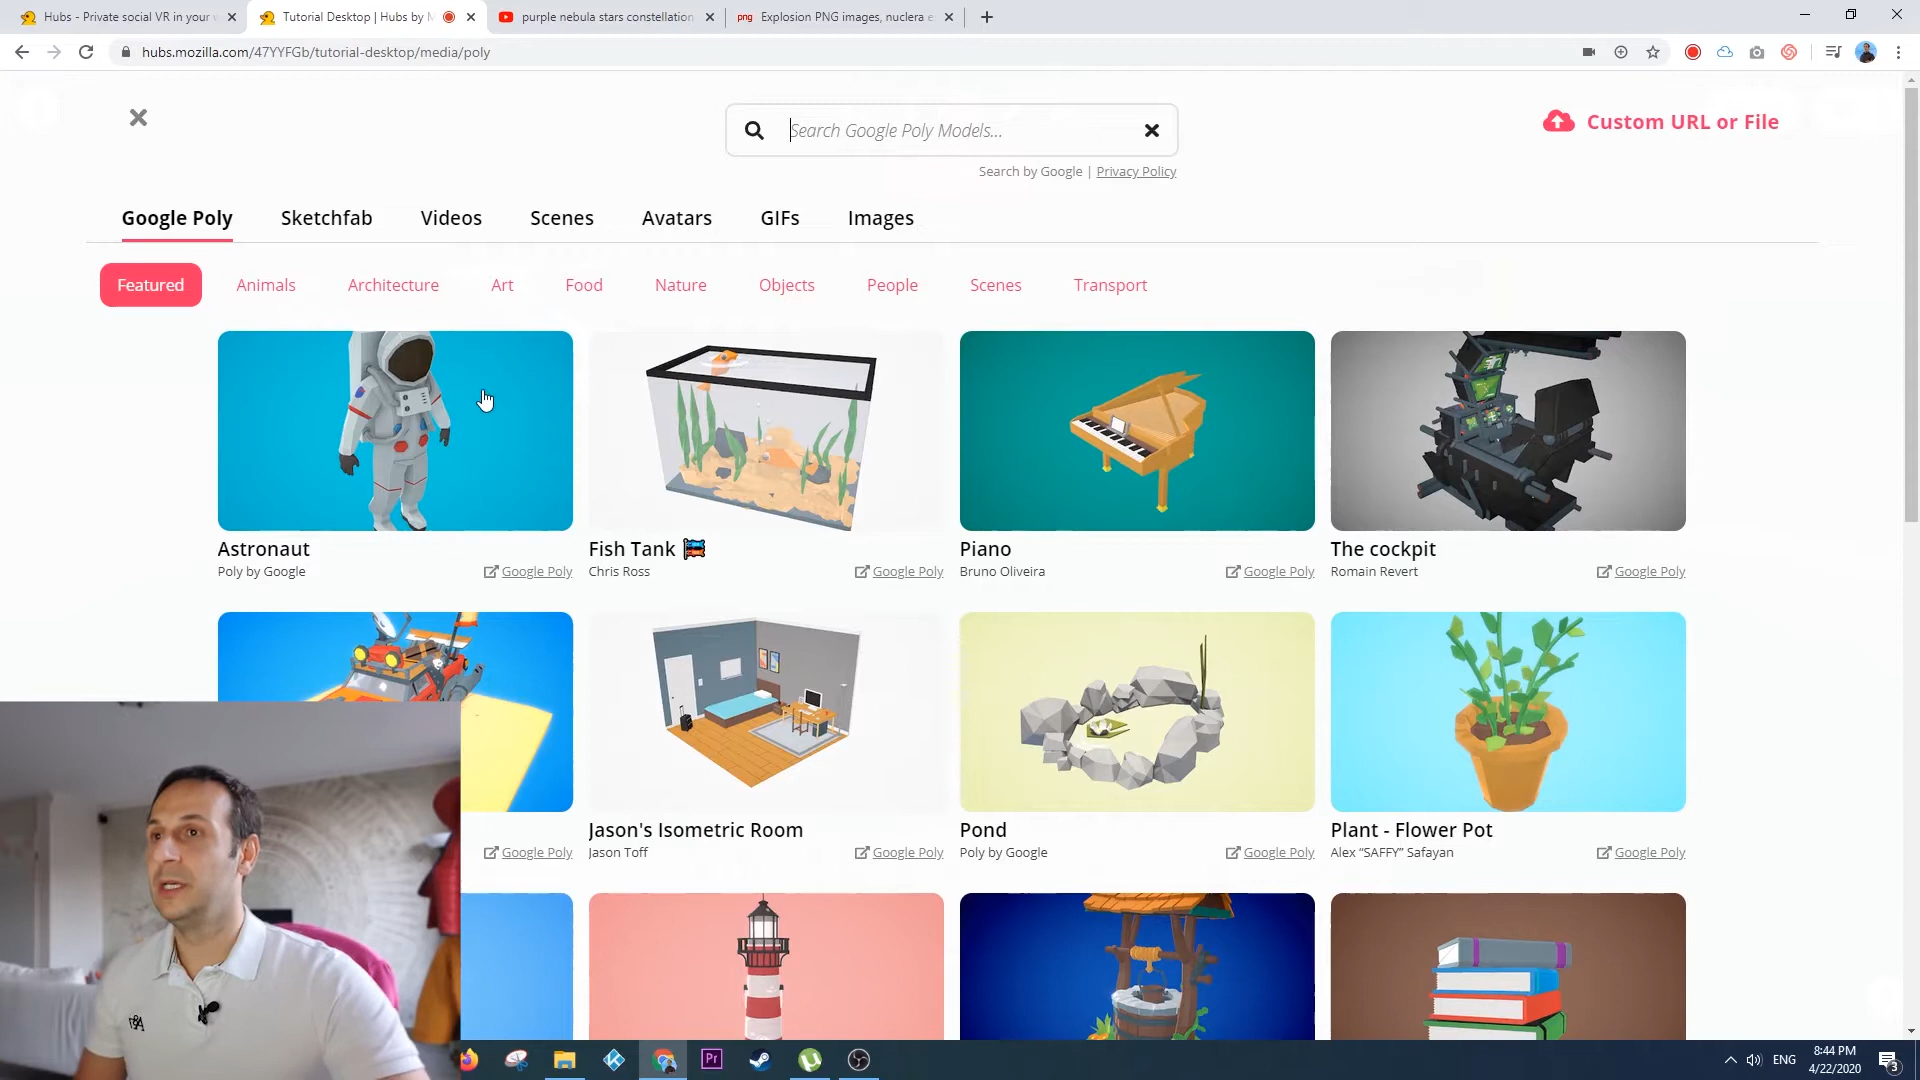 Hubs - Private social VR in your w
Tutorial Desktop | Hubs by M
purple nebula stars constellation
png Explosion PNG images, nuclera e
hubs.mozilla.com/47YYFGb/tutorial-desktop/media/poly
Search Google Poly Models...
Custom URL or File
Search by Google | Privacy Policy
Google Poly Sketchfab Videos Scenes Avatars GIFs Images
Featured Animals Architecture Art Food Nature Objects People Scenes Transport
Astronaut
Poly by Google Google Poly
Fish Tank
Chris Ross Google Poly
Piano
Bruno Oliveira Google Poly
The cockpit
Romain Revert Google Poly
Google Poly
Jason's Isometric Room
Jason Toff Google Poly
Pond
Poly by Google Google Poly
Plant - Flower Pot
Alex “SAFFY” Safayan Google Poly
Pr
ENG
8:44 PM
4/22/2020
3